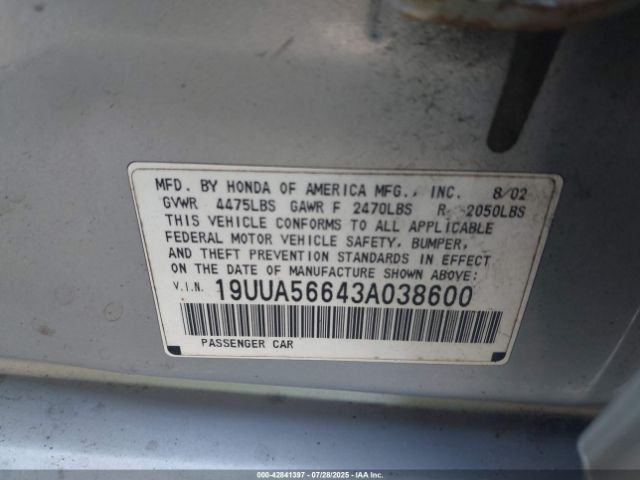 MFD. BY HONDA OF AMERICA MFG., INC. 8/02
GVWR 4475LBS GAWR F 2470LBS R 2050LBS
THIS VEHICLE CONFORMS TO ALL APPLICABLE
FEDERAL MOTOR VEHICLE SAFETY, BUMPER,
AND THEFT PREVENTION STANDARDS IN EFFECT
ON THE DATE OF MANUFACTURE SHOWN ABOVE:
V.I.N. 19UUA56643A038600
PASSENGER CAR
000-42841397 07/28/2025 IAAI.COM